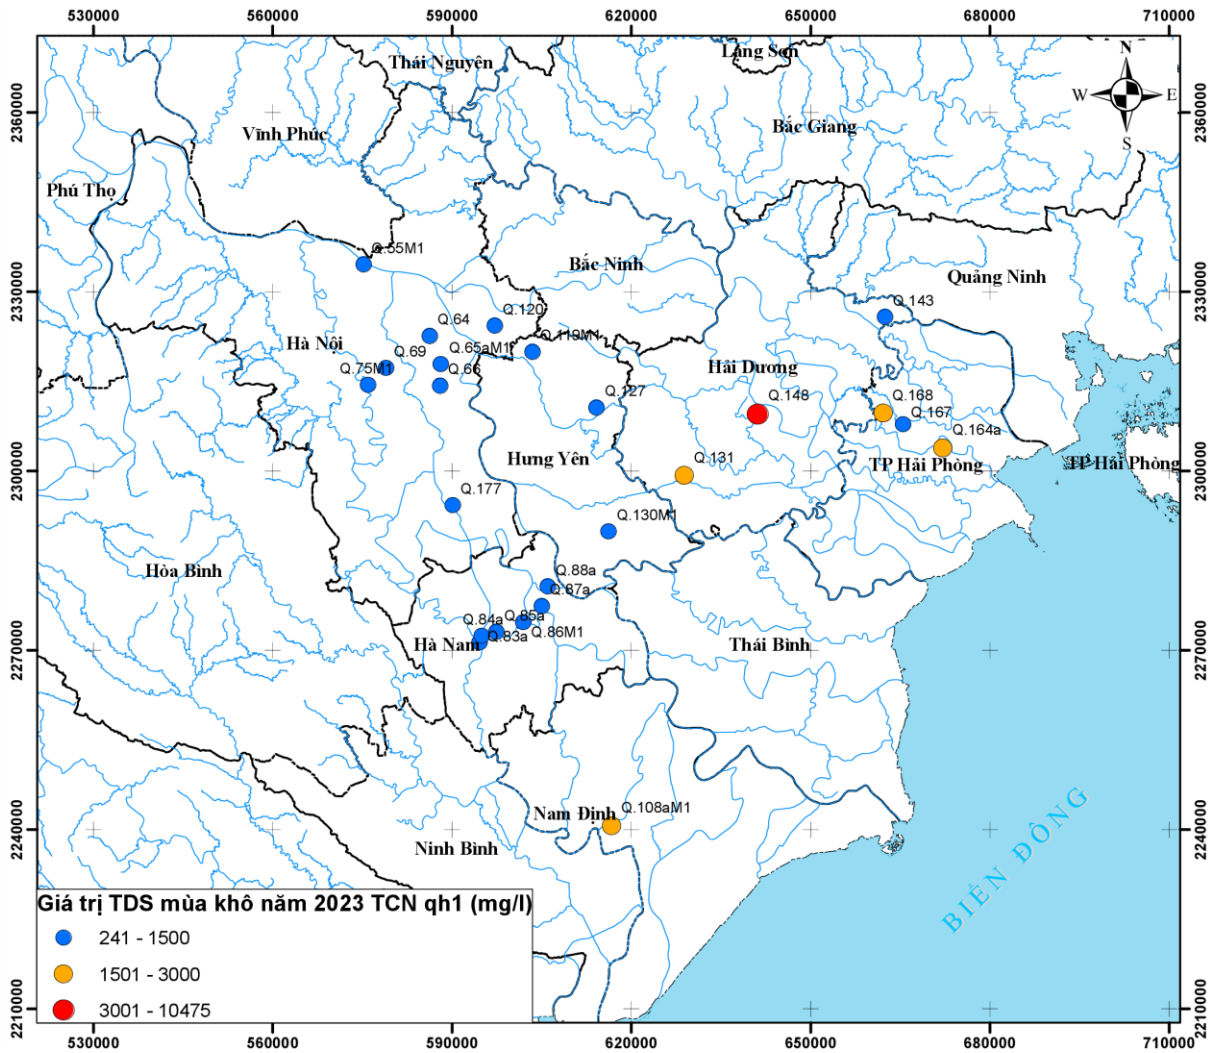 530000 560000 590000 620000 650000 680000 710000
Thái Nguyên
Lạng Sơn
N
W E
S
2360000 2360000
Vĩnh Phúc
Bắc Giang
Phú Thọ
Q.55M1
Bắc Ninh
Quảng Ninh
2330000 2330000
Q.143
Q.120
Q.64
Hà Nội
Q.65aM1
Q.119M1
Q.69
Q.75M1
Q.66
Hải Dương
Q.127
Q.148
Q.168
Q.167
Q.164a
Q.131
Hưng Yên
TP Hải Phòng
TP Hải Phòng
2300000 2300000
Q.177
Q.130M1
Hòa Bình
Q.88a
Q.87a
Q.84a
Q.85a
Q.83a
Q.86M1
Hà Nam
Thái Bình
2270000 2270000
Q.108aM1
Nam Định
Ninh Bình
2240000 2240000
BIỂN ĐÔNG
Giá trị TDS mùa khô năm 2023 TCN qh1 (mg/l)
241 - 1500
1501 - 3000
3001 - 10475
2210000 2210000
530000 560000 590000 620000 650000 680000 710000